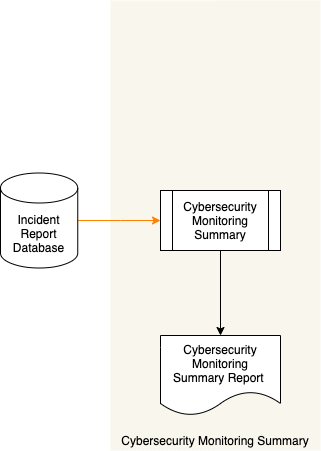 Cybersecurity
Monitoring
Summary
Incident
Report
Database
Cybersecurity
Monitoring
Summary Report
Cybersecurity Monitoring Summary